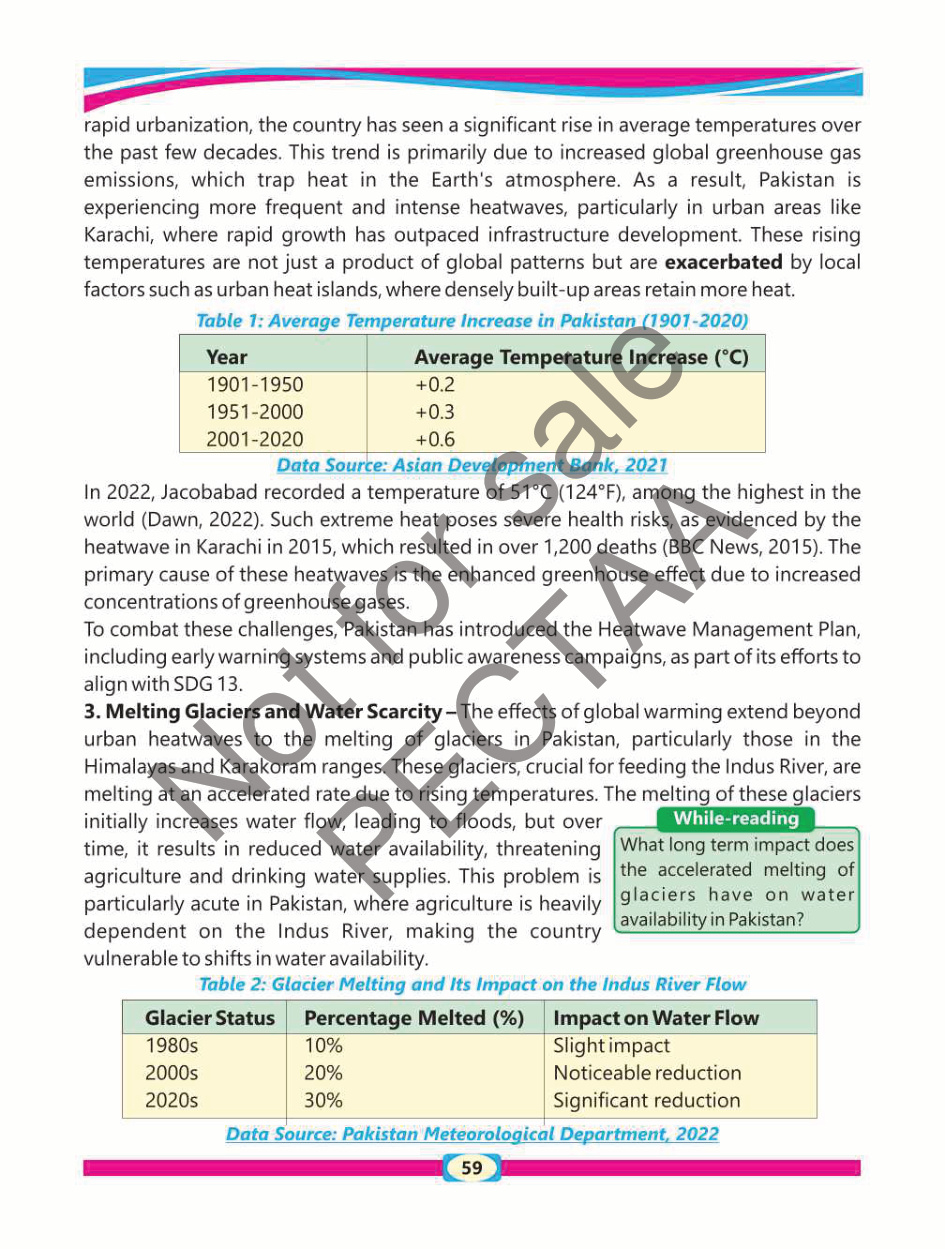 rapid urbanization, the country has seen a significant rise in average temperatures over
the past few decades. This trend is primarily due to increased global greenhouse gas
emissions, which trap heat in the Earth's atmosphere. As a result, Pakistan is
experiencing more frequent and intense heatwaves, particularly in urban areas like
Karachi, where rapid growth has outpaced infrastructure development. These rising
temperatures are not just a product of global patterns but are exacerbated by local
factors such as urban heat islands, where densely built-up areas retain more heat.
Table 1: Average Temperature Increase in Pakistan (1901-2020)
Year Average Temperature Increase (°C)
1901-1950 +0.2
1951-2000 +0.3
2001-2020 +0.6
Data Source: Asian Development Bank, 2021
In 2022, Jacobabad recorded a temperature of 51°C (124°F), among the highest in the
world (Dawn, 2022). Such extreme heat poses severe health risks, as evidenced by the
heatwave in Karachi in 2015, which resulted in over 1,200 deaths (BBC News, 2015). The
primary cause of these heatwaves is the enhanced greenhouse effect due to increased
concentrations of greenhouse gases.
To combat these challenges, Pakistan has introduced the Heatwave Management Plan,
including early warning systems and public awareness campaigns, as part of its efforts to
align with SDG 13.
3. Melting Glaciers and Water Scarcity – The effects of global warming extend beyond
urban heatwaves to the melting of glaciers in Pakistan, particularly those in the
Himalayas and Karakoram ranges. These glaciers, crucial for feeding the Indus River, are
melting at an accelerated rate due to rising temperatures. The melting of these glaciers
initially increases water flow, leading to floods, but over
time, it results in reduced water availability, threatening
agriculture and drinking water supplies. This problem is
particularly acute in Pakistan, where agriculture is heavily
dependent on the Indus River, making the country
vulnerable to shifts in water availability.
While-reading
What long term impact does
the accelerated melting of
glaciers have on water
availability in Pakistan?
Table 2: Glacier Melting and Its Impact on the Indus River Flow
Glacier Status Percentage Melted (%) Impact on Water Flow
1980s 10% Slight impact
2000s 20% Noticeable reduction
2020s 30% Significant reduction
Data Source: Pakistan Meteorological Department, 2022
59
Not for sale
PECTAA